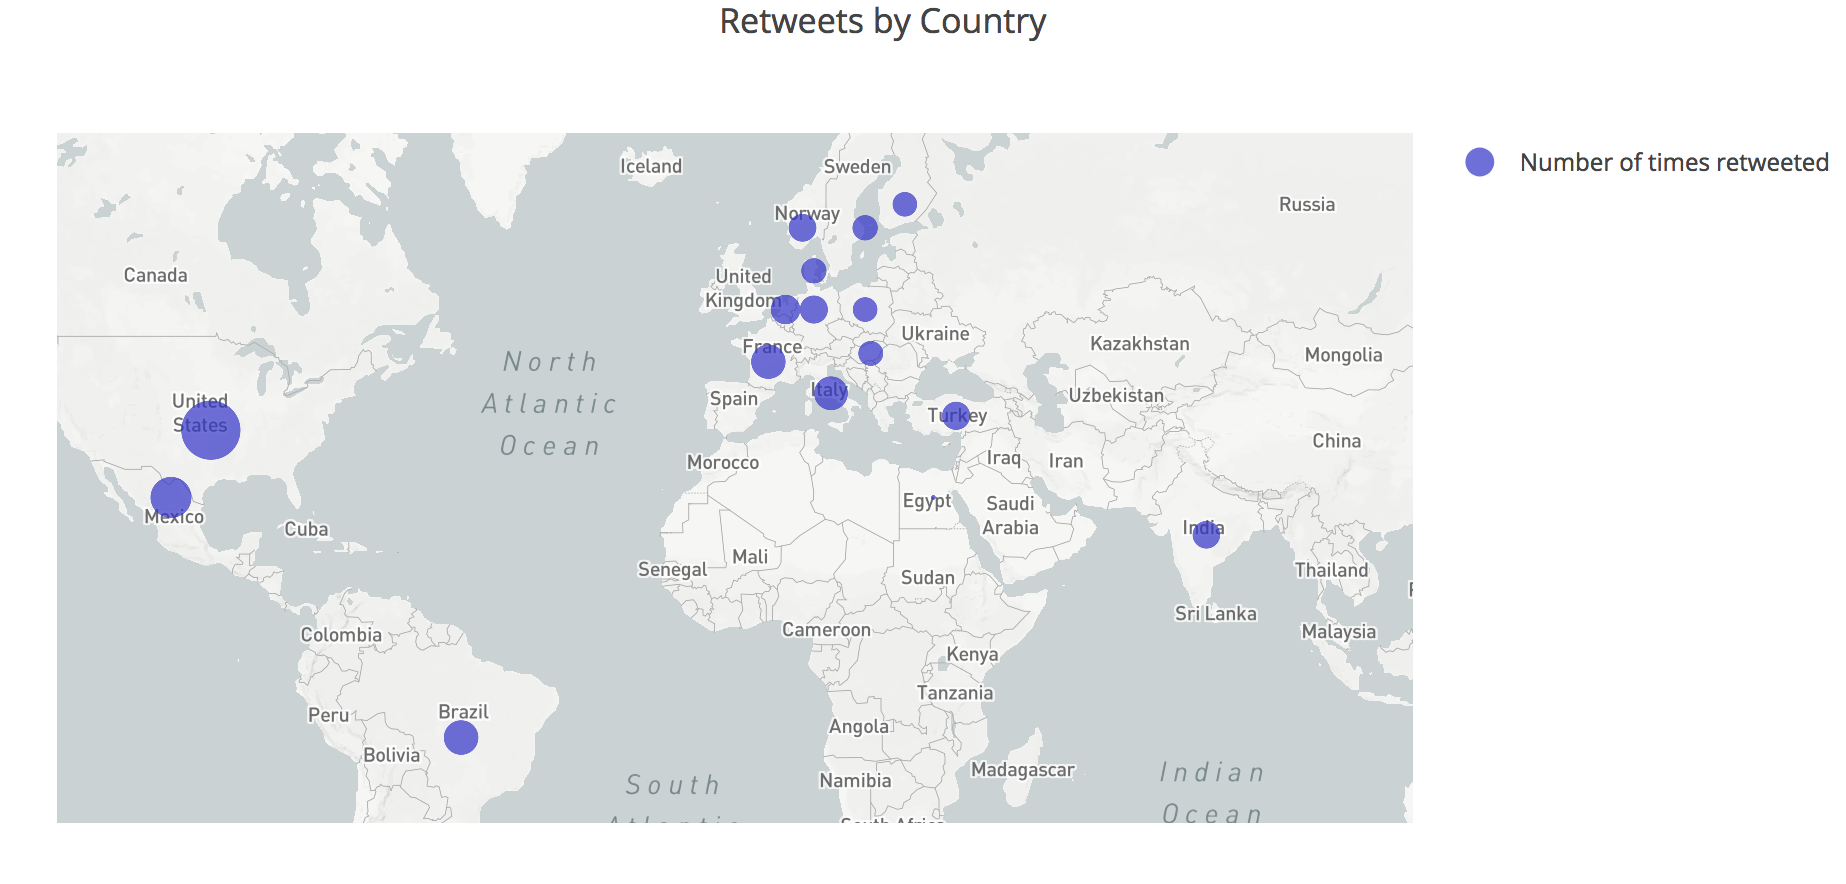 Retweets by Country
Number of times retweeted
Iceland
Sweden
Russia
Norway
Canada
United
Kingdom
Ukraine
Kazakhstan
Mongolia
France
North
Atlantic
Ocean
United
States
Spain
Italy
Turkey
Uzbekistan
China
Morocco
Iraq
Iran
Egypt
Saudi
Arabia
Mexico
Cuba
India
Mali
Senegal
Sudan
Thailand
Sri Lanka
Colombia
Cameroon
Malaysia
Kenya
Tanzania
Peru
Brazil
Angola
Bolivia
Namibia
Madagascar
South
Atlantic
Indian
Ocean
South Africa